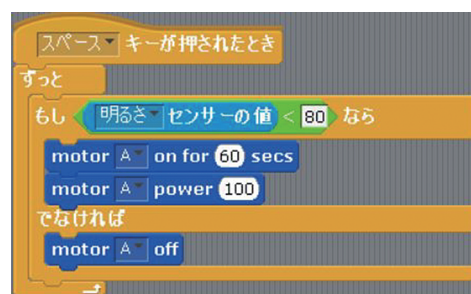 スペース キーが押されたとき
ずっと
もし 明るさ センサーの値 < 80 なら
motor A on for 60 secs
motor A power 100
でなければ
motor A off